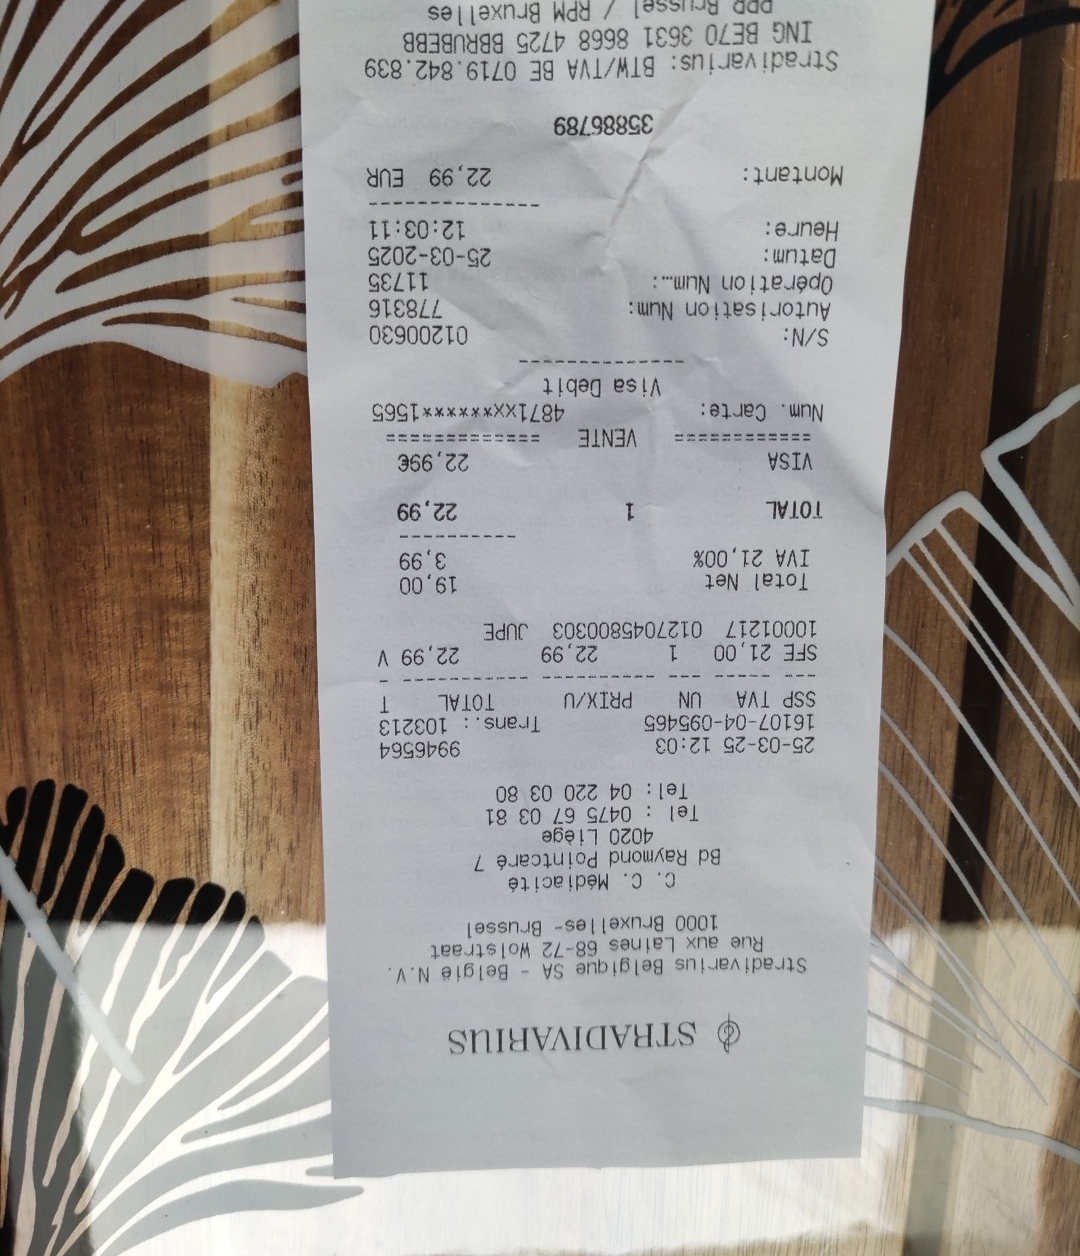 STRADIVARIUS
Stradivarius Belgique SA - België N.V.
Rue aux Laines 68-72 Wolstraat
1000 Bruxelles- Brussel
C. C. Médiacité
Bd Raymond Pointcaré 7
4020 Liège
Tel : 0475 67 03 81
Tel: 04 220 03 80
25-03-25 12:03 9946564
16107-04-095465 Trans.: 103213
SSP TVA UN PRIX/U TOTAL T
--- ----- --- ---------- ---------- -
SFE 21,00 1 22,99 22,99 V
10001217 0127045800303 JUPE
Total Net 19,00
IVA 21,00% 3,99
-----------
TOTAL 1 22,99
VISA 22,99€
============ VENTE =============
Num. Carte: 4871xx*******1565
Visa Debit
---------------
S/N: 01200630
Autorisation Num: 778316
Opération Num...: 11735
Datum: 25-03-2025
Heure: 12:03:11
---------------
Montant: 22,99 EUR
35886789
Stradivarius: BTW/TVA BE 0719.842.839
ING BE70 3631 8668 4725 BBRUBEBB
RPR Brussel / RPM Bruxelles